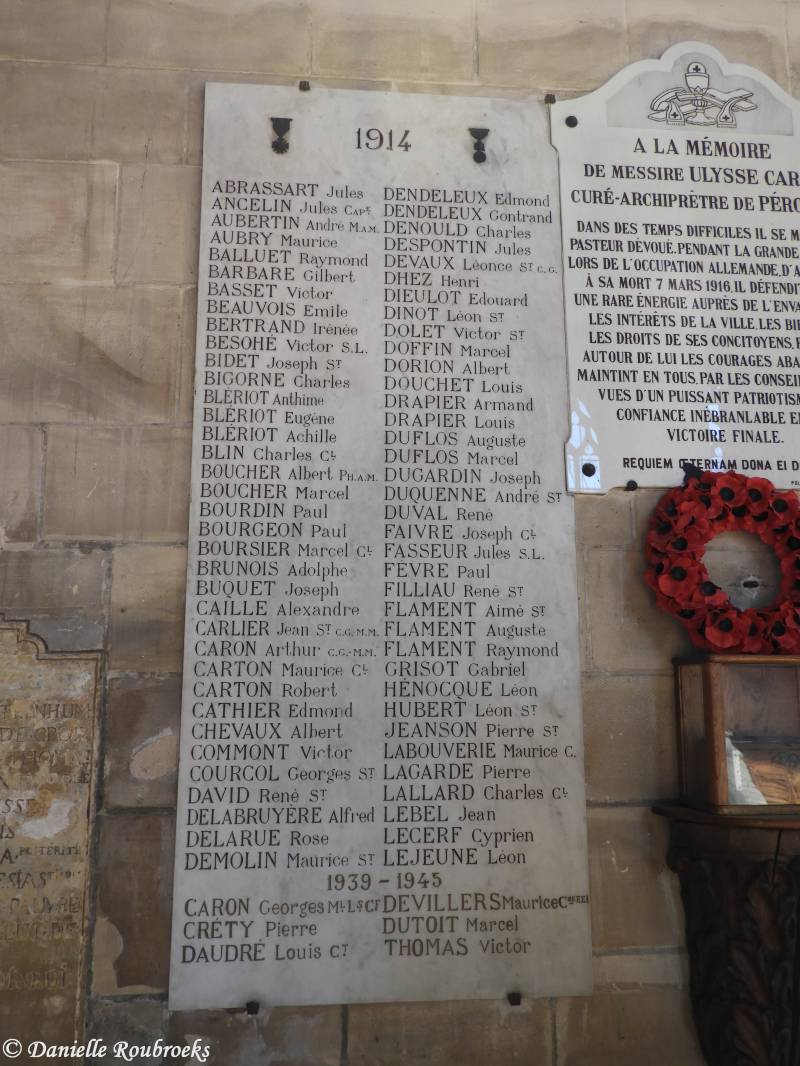 1914
ABRASSART Jules
ANCELIN Jules CAPE
AUBERTIN André M.A.M.
AUBRY Maurice
BALLUET Raymond
BARBARE Gilbert
BASSET Victor
BEAUVOIS Emile
BERTRAND Irénée
BESOHÉ Victor S.L.
BIDET Joseph ST
BIGORNE Charles
BLÉRIOT Anthime
BLÉRIOT Eugène
BLÉRIOT Achille
BLIN Charles CL
BOUCHER Albert PH.A.M.
BOUCHER Marcel
BOURDIN Paul
BOURGEON Paul
BOURSIER Marcel CL
BRUNOIS Adolphe
BUQUET Joseph
CAILLE Alexandre
CARLIER Jean ST C.G.-M.M.
CARON Arthur C.G.-M.M.
CARTON Maurice CL
CARTON Robert
CATHIER Edmond
CHEVAUX Albert
COMMONT Victor
COURCOL Georges ST
DAVID René ST
DELABRUYÈRE Alfred
DELARUE Rose
DEMOLIN Maurice ST
DENDELEUX Edmond
DENDELEUX Gontrand
DENOULD Charles
DESPONTIN Jules
DEVAUX Léonce ST C.G.
DHEZ Henri
DIEULOT Edouard
DINOT Léon ST
DOLET Victor ST
DOFFIN Marcel
DORION Albert
DOUCHET Louis
DRAPIER Armand
DRAPIER Louis
DUFLOS Auguste
DUFLOS Marcel
DUGARDIN Joseph
DUQUENNE André ST
DUVAL René
FAIVRE Joseph CL
FASSEUR Jules S.L.
FÈVRE Paul
FILLIAU René ST
FLAMENT Aimé ST
FLAMENT Auguste
FLAMENT Raymond
GRISOT Gabriel
HÉNOCQUE Léon
HUBERT Léon ST
JEANSON Pierre ST
LABOUVERIE Maurice C.
LAGARDE Pierre
LALLARD Charles CL
LEBEL Jean
LECERF Cyprien
LEJEUNE Léon
1939 - 1945
CARON Georges
CRÉTY Pierre
DAUDRÉ Louis CT
DEVILLERS Maurice
DUTOIT Marcel
THOMAS Victor
A LA MÉMOIRE
DE MESSIRE ULYSSE CAR
CURÉ-ARCHIPRÊTRE DE PÉRO
DANS DES TEMPS DIFFICILES IL SE M
PASTEUR DÉVOUÉ. PENDANT LA GRANDE
LORS DE L'OCCUPATION ALLEMANDE, D'A
À SA MORT 7 MARS 1916, IL DÉFENDIT
UNE RARE ÉNERGIE AUPRÈS DE L'ENVA
LES INTÉRÊTS DE LA VILLE, LES BIE
LES DROITS DE SES CONCITOYENS,
AUTOUR DE LUI LES COURAGES ABA
MAINTINT EN TOUS, PAR LES CONSEI
VUES D'UN PUISSANT PATRIOTISM
CONFIANCE INÉBRANLABLE E
VICTOIRE FINALE.
REQUIEM ŒTERNAM DONA EI D
© Danielle Roubroeks